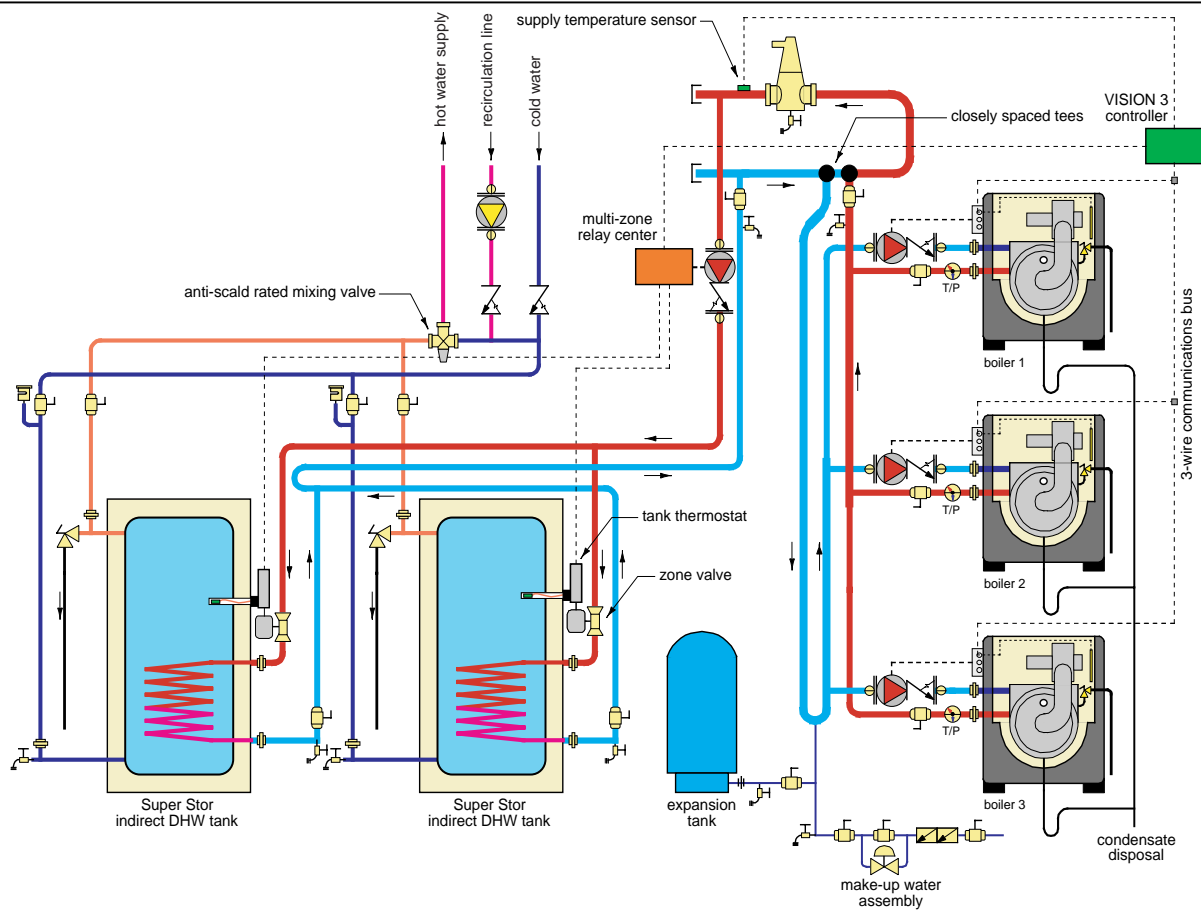 supply temperature sensor
hot water supply
recirculation line
cold water
closely spaced tees
VISION 3
controller
multi-zone
relay center
anti-scald rated mixing valve
T/P
boiler 1
3-wire communications bus
T/P
boiler 2
tank thermostat
zone valve
T/P
boiler 3
Super Stor
indirect DHW tank
Super Stor
indirect DHW tank
expansion
tank
condensate
disposal
make-up water
assembly